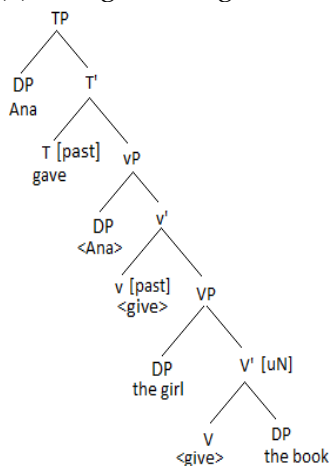 TP
DP T'
Ana
T [past] vP
gave
DP v'
<Ana>
v [past] VP
<give>
DP V' [uN]
the girl
V DP
<give> the book